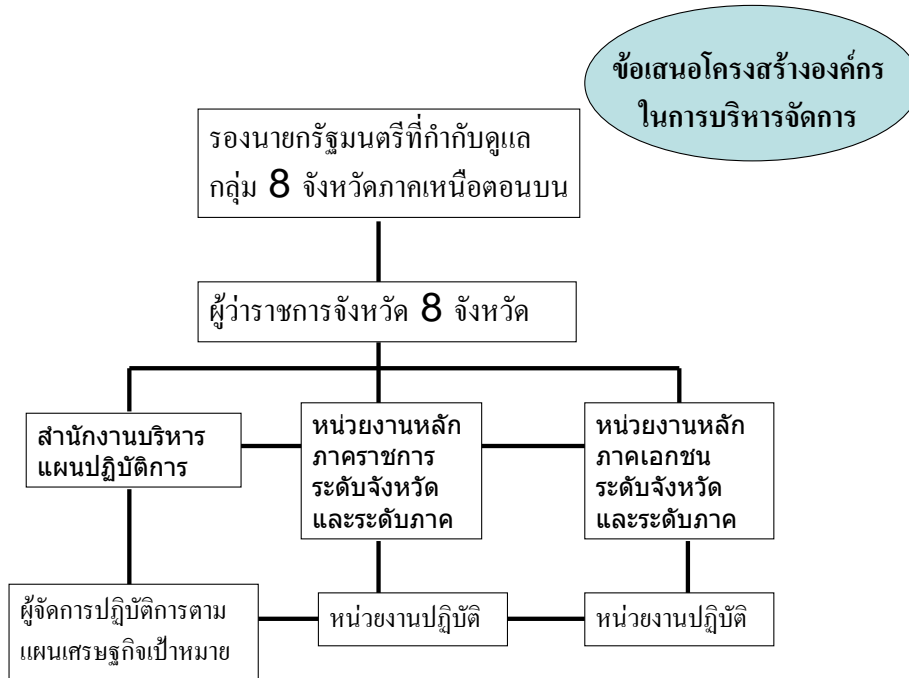 ข้อเสนอโครงสร้างองค์กร
ในการบริหารจัดการ
รองนายกรัฐมนตรีที่กำกับดูแล
กลุ่ม 8 จังหวัดภาคเหนือตอนบน
ผู้ว่าราชการจังหวัด 8 จังหวัด
สำนักงานบริหาร
แผนปฏิบัติการ
หน่วยงานหลัก
ภาคราชการ
ระดับจังหวัด
และระดับภาค
หน่วยงานหลัก
ภาคเอกชน
ระดับจังหวัด
และระดับภาค
ผู้จัดการปฏิบัติการตาม
แผนเศรษฐกิจเป้าหมาย
หน่วยงานปฏิบัติ
หน่วยงานปฏิบัติ